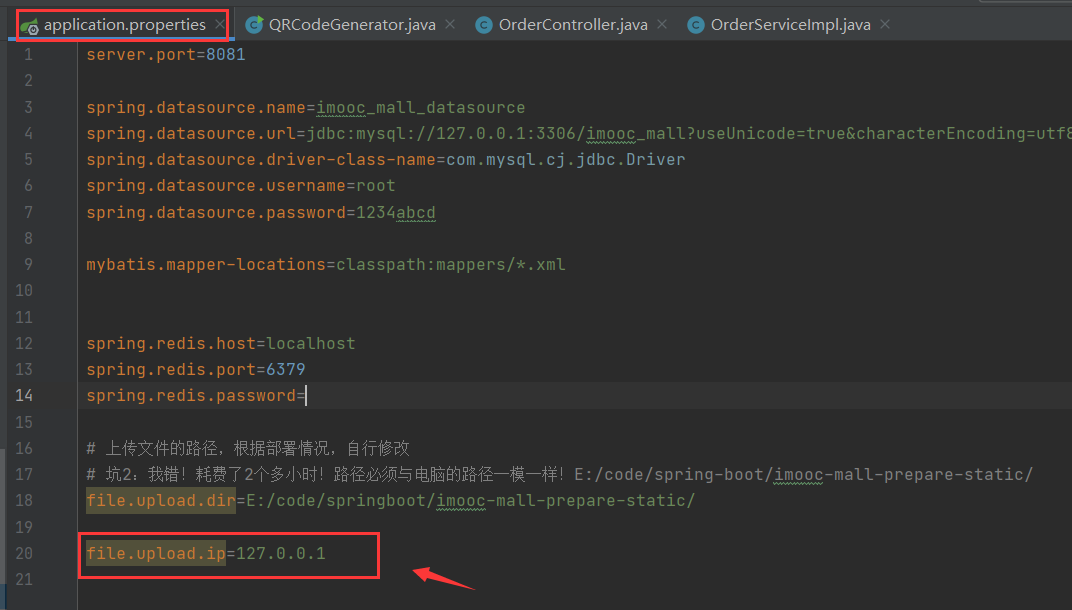 application.properties QRCodeGenerator.java OrderController.java OrderServiceImpl.java
1 server.port=8081
2
3 spring.datasource.name=imooc_mall_datasource
4 spring.datasource.url=jdbc:mysql://127.0.0.1:3306/imooc_mall?useUnicode=true&characterEncoding=utf8
5 spring.datasource.driver-class-name=com.mysql.cj.jdbc.Driver
6 spring.datasource.username=root
7 spring.datasource.password=1234abcd
8
9 mybatis.mapper-locations=classpath:mappers/*.xml
10
11
12 spring.redis.host=localhost
13 spring.redis.port=6379
14 spring.redis.password=
15
16 # 上传文件的路径，根据部署情况，自行修改
17 # 坑2：我错！耗费了2个多小时！路径必须与电脑的路径一模一样！E:/code/spring-boot/imooc-mall-prepare-static/
18 file.upload.dir=E:/code/springboot/imooc-mall-prepare-static/
19
20 file.upload.ip=127.0.0.1
21